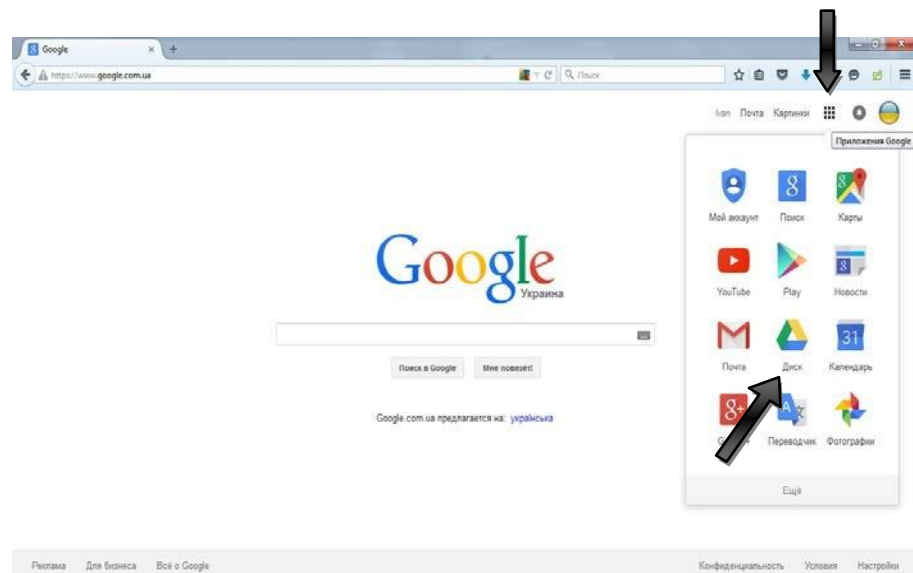 Google
https://www.google.com.ua
Поиск
Ivan Почта Картинки
Приложения Google
Мой аккаунт Поиск Карты
YouTube Play Новости
Google
Украина
Почта Диск Календарь
31
Поиск в Google Мне повезёт!
Google.com.ua предлагается на: українська
Переводчик Фотографии
Ещё
Реклама Для бизнеса Всё о Google Конфиденциальность Условия Настройки